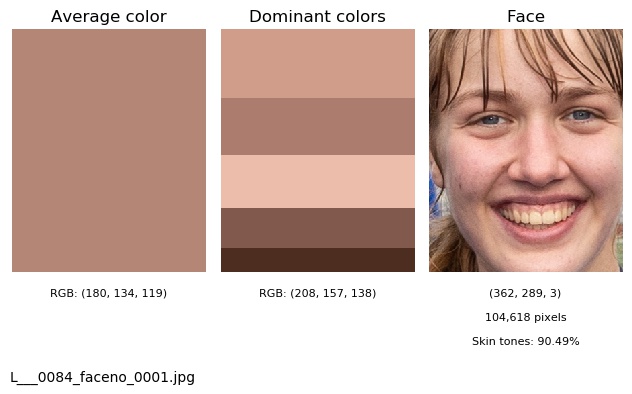 Average color
Dominant colors
Face
RGB: (180, 134, 119)
RGB: (208, 157, 138)
(362, 289, 3)
104,618 pixels
Skin tones: 90.49%
L___0084_faceno_0001.jpg